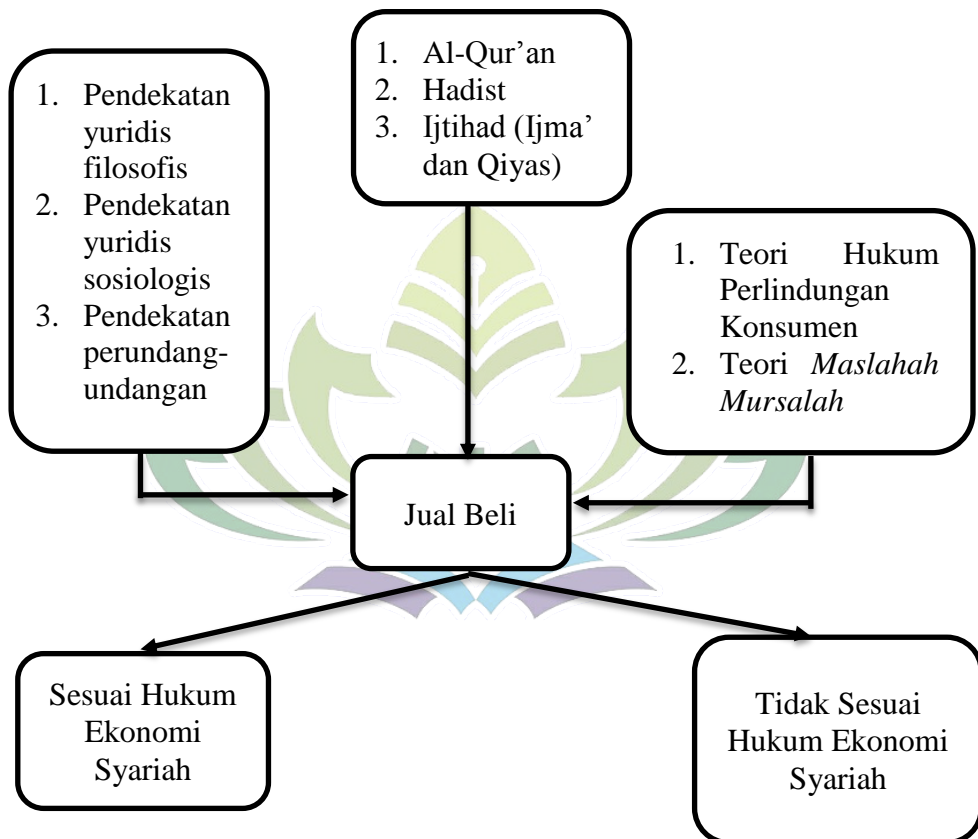 1. Pendekatan
yuridis
filosofis
2. Pendekatan
yuridis
sosiologis
3. Pendekatan
perundang-
undangan
1. Al-Qur’an
2. Hadist
3. Ijtihad (Ijma’
dan Qiyas)
1. Teori Hukum
Perlindungan
Konsumen
2. Teori Maslahah
Mursalah
Jual Beli
Sesuai Hukum
Ekonomi
Syariah
Tidak Sesuai
Hukum Ekonomi
Syariah